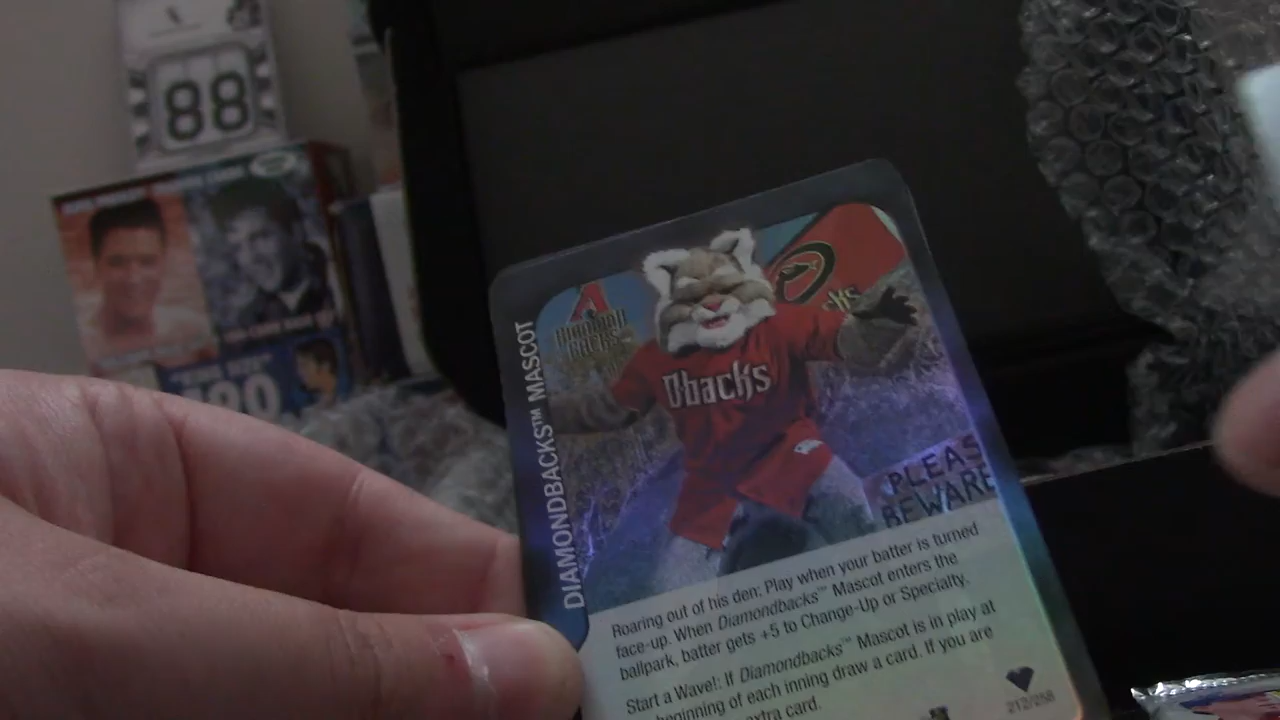 88
DIAMONDBACKS™ MASCOT
Dbacks
PLEAS
BEWARE
Roaring out of his den: Play when your batter is turned
face-up. When Diamondbacks™ Mascot enters the
ballpark, batter gets +5 to Change-Up or Specialty.
Start a Wave!: If Diamondbacks™ Mascot is in play at
beginning of each inning draw a card. If you are
extra card.
212/258